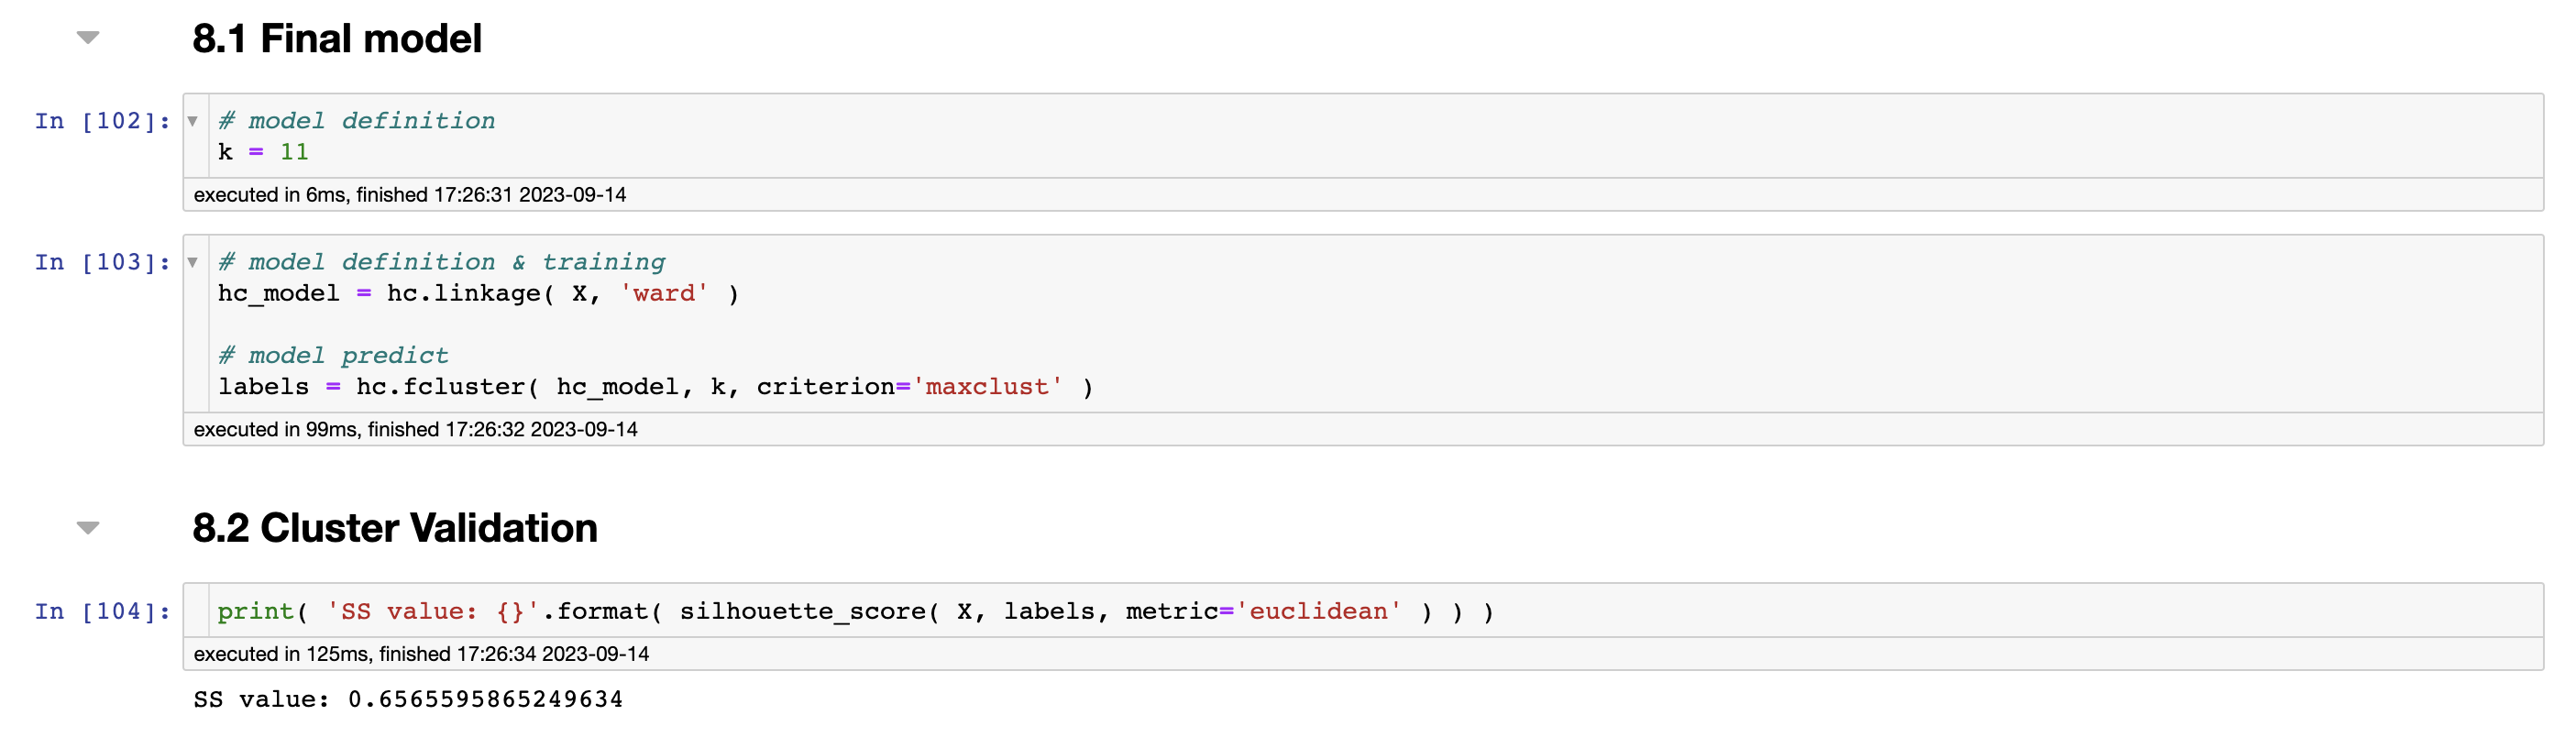 8.1 Final model
In [102]:
# model definition
k = 11
executed in 6ms, finished 17:26:31 2023-09-14
In [103]:
# model definition & training
hc_model = hc.linkage( X, 'ward' )
# model predict
labels = hc.fcluster( hc_model, k, criterion='maxclust' )
executed in 99ms, finished 17:26:32 2023-09-14
8.2 Cluster Validation
In [104]:
print( 'SS value: {}'.format( silhouette_score( X, labels, metric='euclidean' ) ) )
executed in 125ms, finished 17:26:34 2023-09-14
SS value: 0.6565595865249634